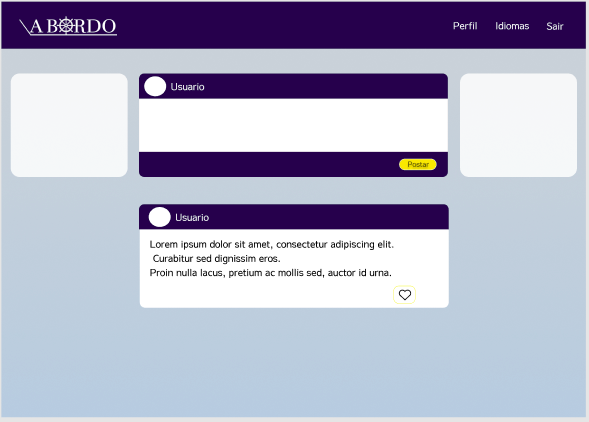 A BORDO
Perfil
Idiomas
Sair
Usuario
Postar
Usuario
Lorem ipsum dolor sit amet, consectetur adipiscing elit.
Curabitur sed dignissim eros.
Proin nulla lacus, pretium ac mollis sed, auctor id urna.